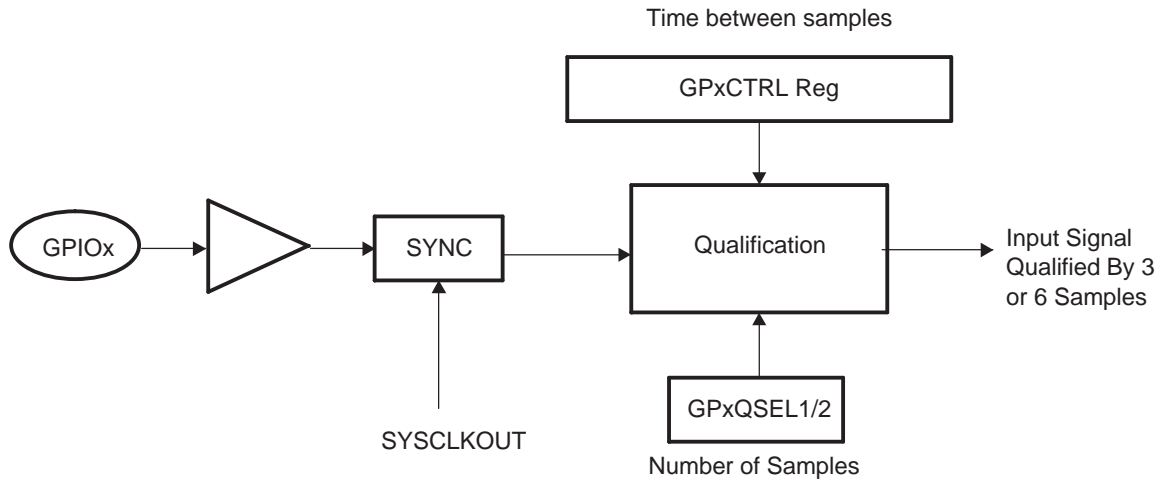 Time between samples
GPxCTRL Reg
GPIOx
SYNC
Qualification
Input Signal
Qualified By 3
or 6 Samples
GPxQSEL1/2
SYSCLKOUT
Number of Samples